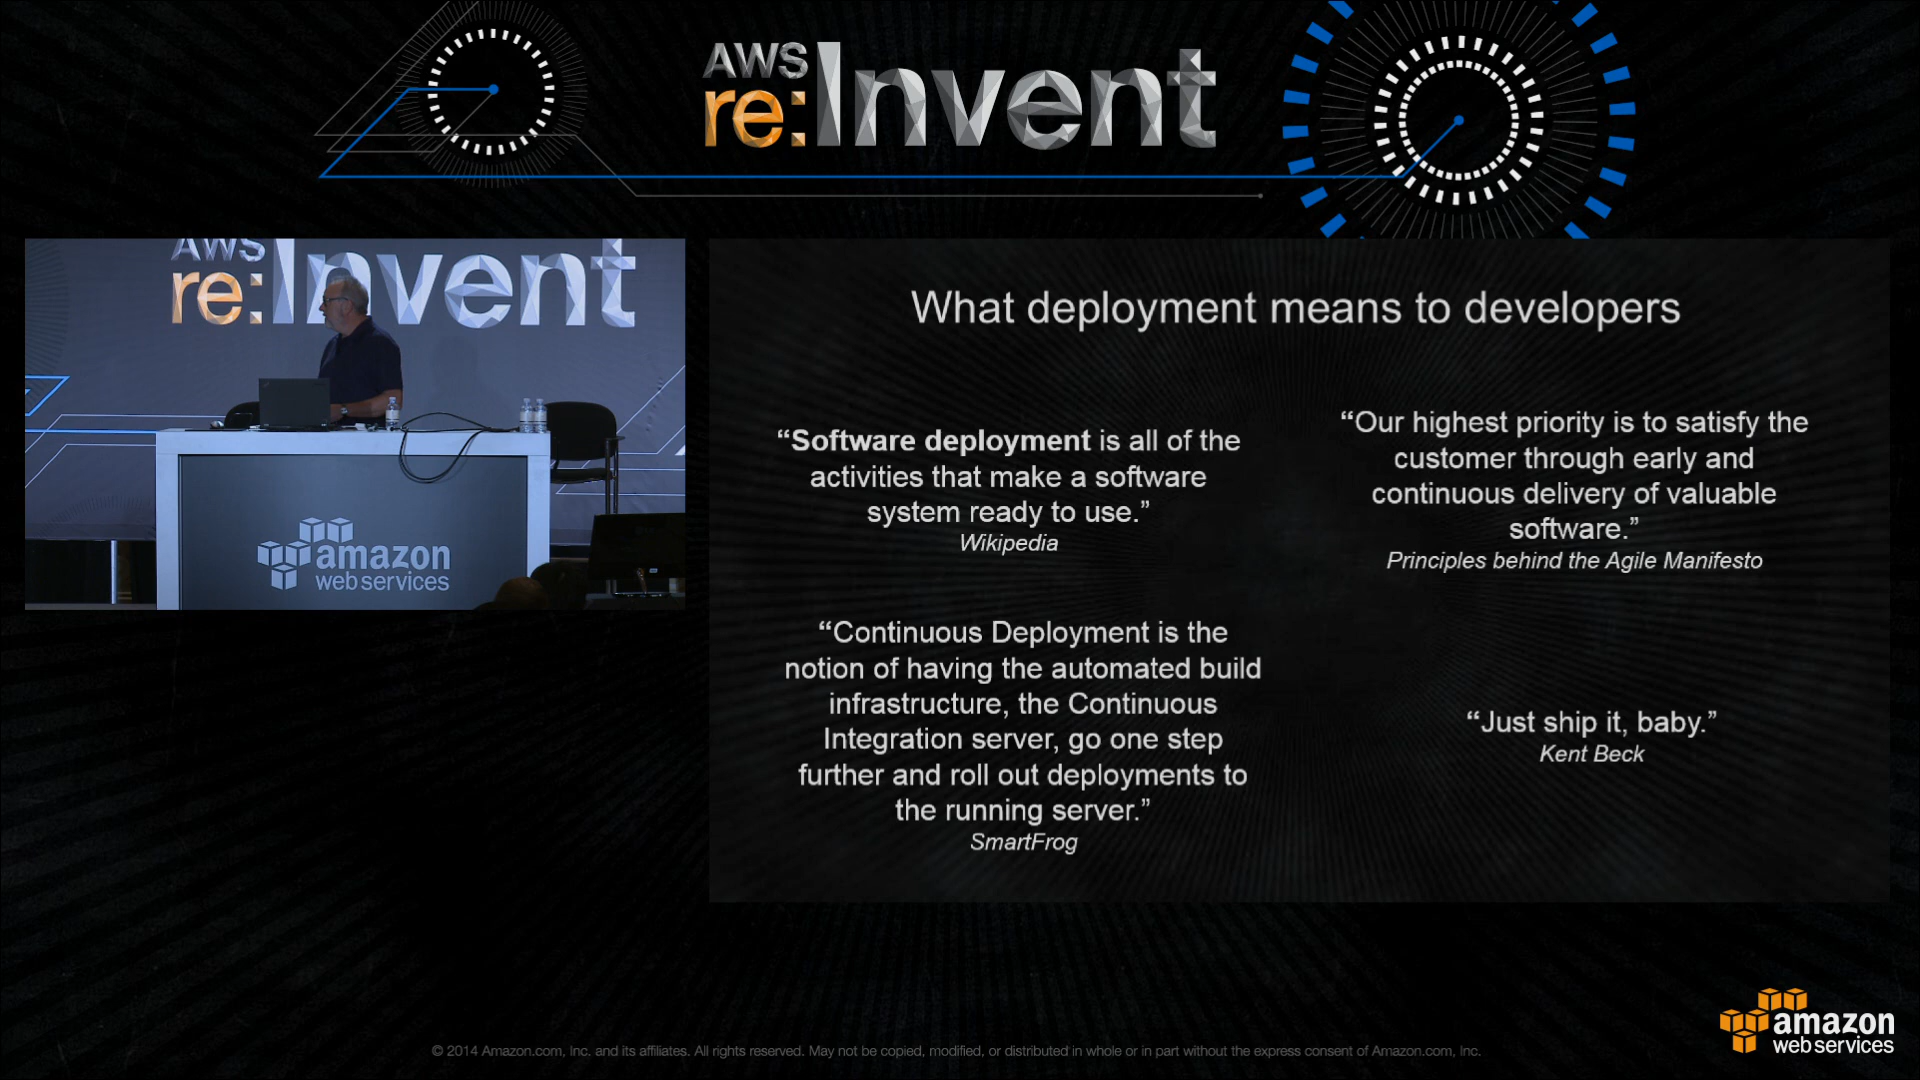 AWS
re:Invent
AWS
re:Invent
amazon
web services
What deployment means to developers
“Software deployment is all of the
activities that make a software
system ready to use.”
Wikipedia
“Our highest priority is to satisfy the
customer through early and
continuous delivery of valuable
software.”
Principles behind the Agile Manifesto
“Continuous Deployment is the
notion of having the automated build
infrastructure, the Continuous
Integration server, go one step
further and roll out deployments to
the running server.”
SmartFrog
“Just ship it, baby.”
Kent Beck
amazon
web services
© 2014 Amazon.com, Inc. and its affiliates. All rights reserved. May not be copied, modified, or distributed in whole or in part without the express consent of Amazon.com, Inc.